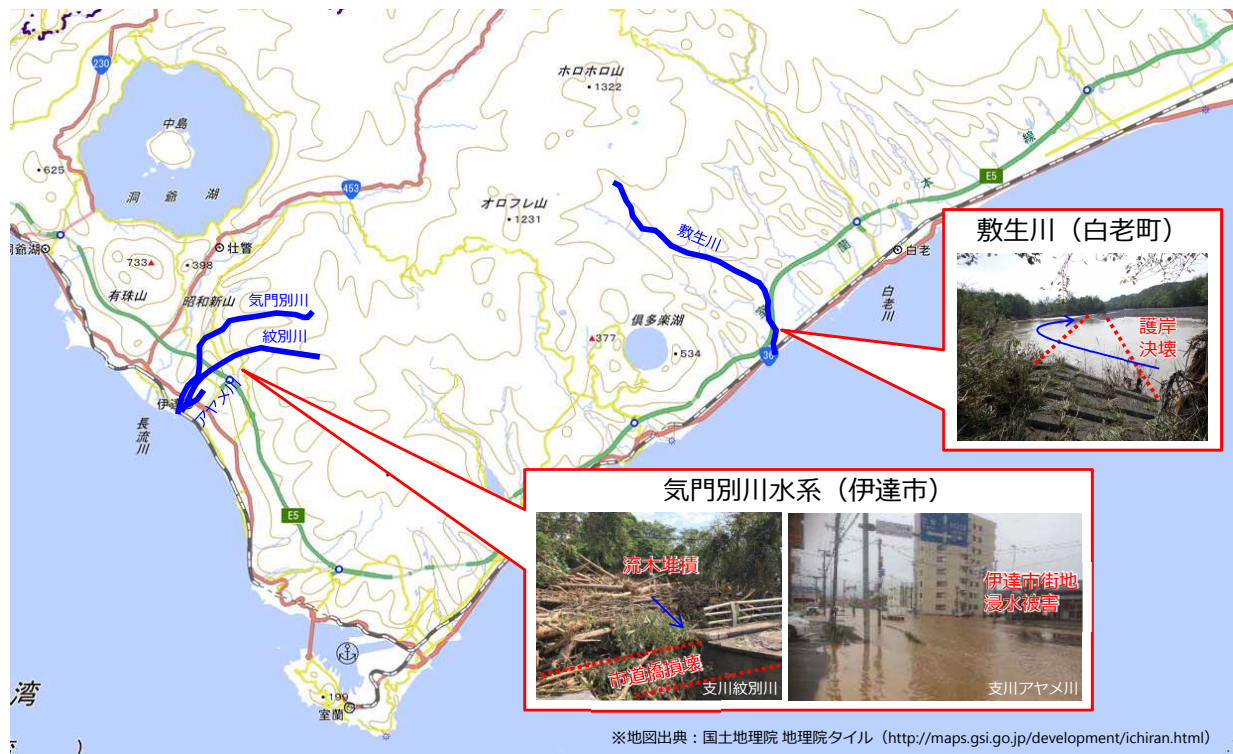 230
ホロホロ山
・1322
中島
洞爺湖
・625
453
オロフレ山
・1231
敷生川
室蘭本線
E5
洞爺湖
壮瞥
733
・398
有珠山
昭和新山
気門別川
紋別川
アヤメ川
伊達
長流川
倶多楽湖
377
・534
36
白老
白老川
敷生川（白老町）
護岸
決壊
E5
気門別川水系（伊達市）
流木堆積
市道橋損壊
支川紋別川
伊達市街地
浸水被害
支川アヤメ川
・199
室蘭
湾
※地図出典：国土地理院 地理院タイル（http://maps.gsi.go.jp/development/ichiran.html）